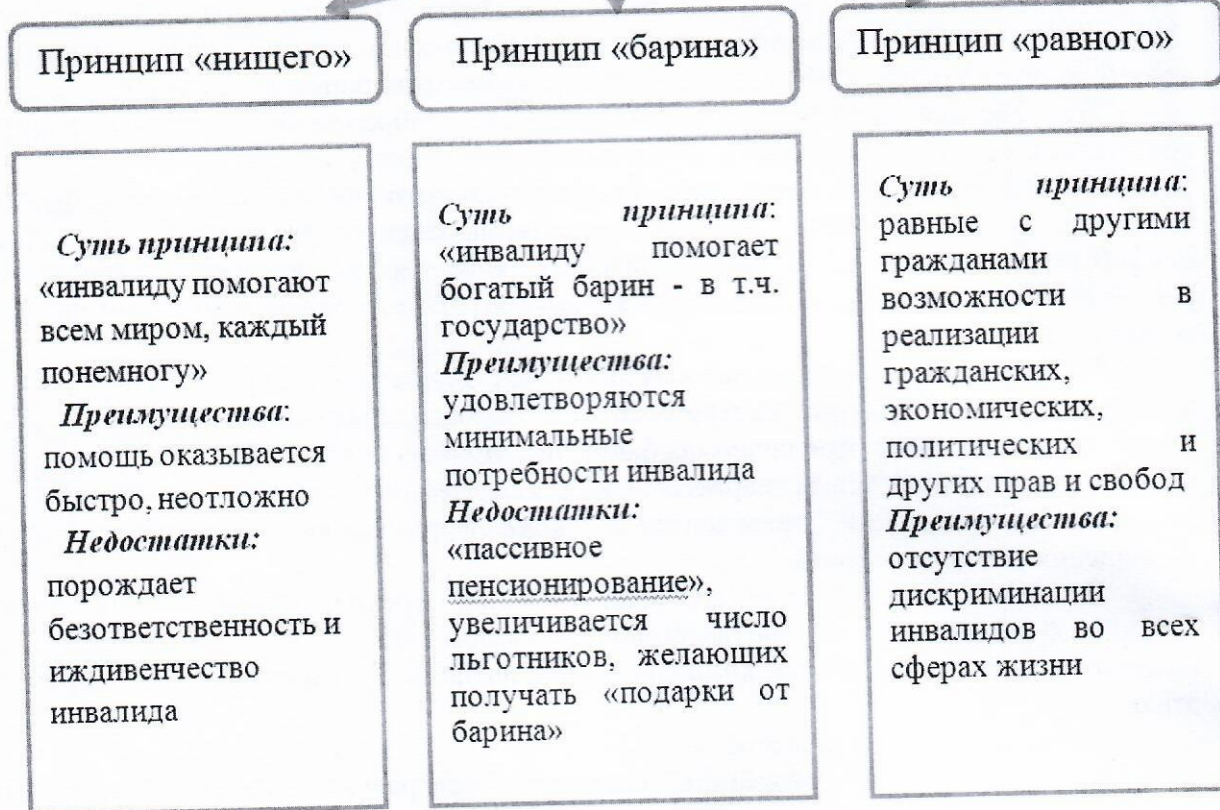 Принцип «нищего»
Принцип «барина»
Принцип «равного»
Суть принципа:
«инвалиду помогают
всем миром, каждый
понемногу»
Преимущества:
помощь оказывается
быстро, неотложно
Недостатки:
порождает
безответственность и
иждивенчество
инвалида
Суть принципа:
«инвалиду помогает
богатый барин - в т.ч.
государство»
Преимущества:
удовлетворяются
минимальные
потребности инвалида
Недостатки:
«пассивное
пенсионирование»,
увеличивается число
льготников, желающих
получать «подарки от
барина»
Суть принципа:
равные с другими
гражданами
возможности в
реализации
гражданских,
экономических,
политических и
других прав и свобод
Преимущества:
отсутствие
дискриминации
инвалидов во всех
сферах жизни